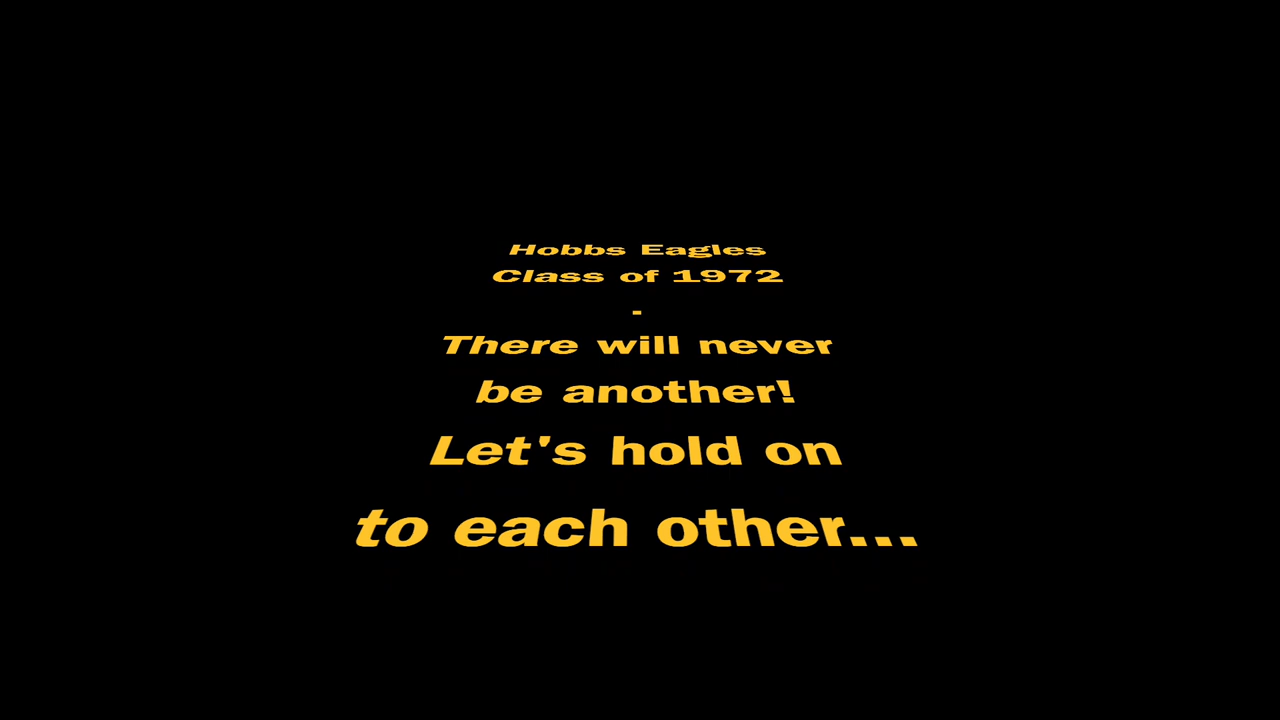 Hobbs Eagles
Class of 1972
-
There will never
be another!
Let's hold on
to each other...